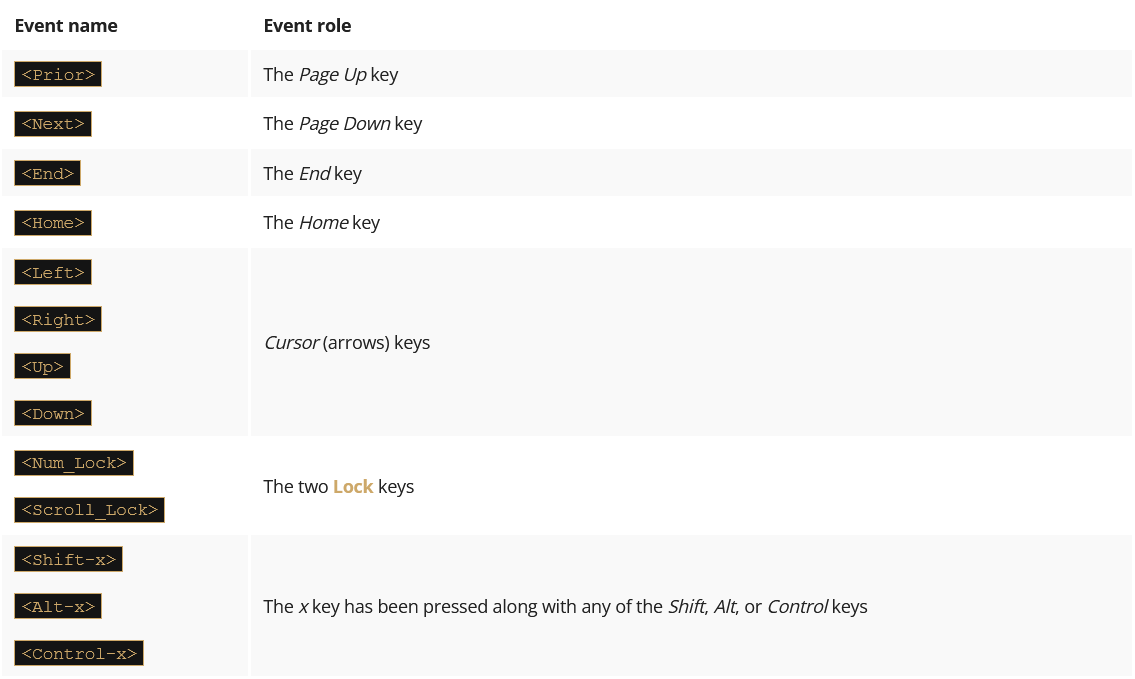 Event name Event role
<Prior> The Page Up key
<Next> The Page Down key
<End> The End key
<Home> The Home key
<Left>
<Right>
<Up>
<Down>
Cursor (arrows) keys
<Num_Lock>
<Scroll_Lock>
The two Lock keys
<Shift-x>
<Alt-x>
<Control-x>
The x key has been pressed along with any of the Shift, Alt, or Control keys